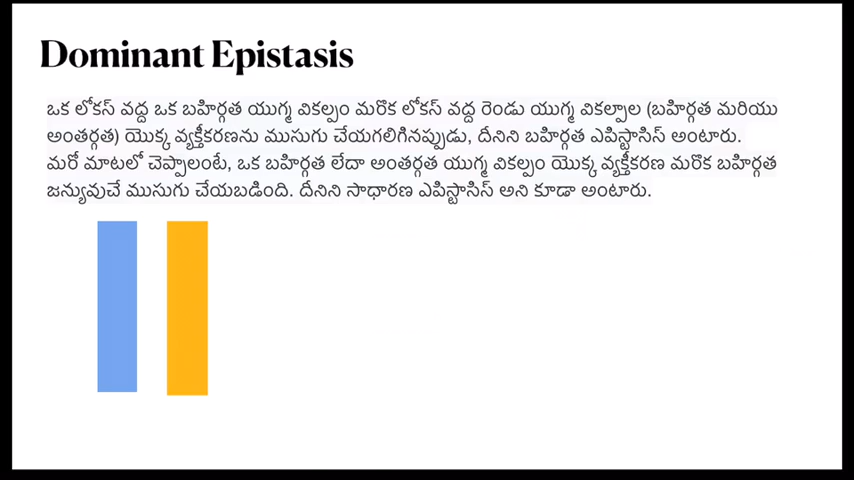 Dominant Epistasis
ఒక లోకస్ వద్ద ఒక బహిర్గత యుగ్మ వికల్పం మరొక లోకస్ వద్ద రెండు యుగ్మ వికల్పాల (బహిర్గత మరియు
అంతర్గత) యొక్క వ్యక్తీకరణను ముసుగు చేయగలిగినప్పుడు, దీనిని బహిర్గత ఎపిస్టాసిస్ అంటారు.
మరో మాటలో చెప్పాలంటే, ఒక బహిర్గత లేదా అంతర్గత యుగ్మ వికల్పం యొక్క వ్యక్తీకరణ మరొక బహిర్గత
జన్యువుచే ముసుగు చేయబడింది. దీనిని సాధారణ ఎపిస్టాసిస్ అని కూడా అంటారు.